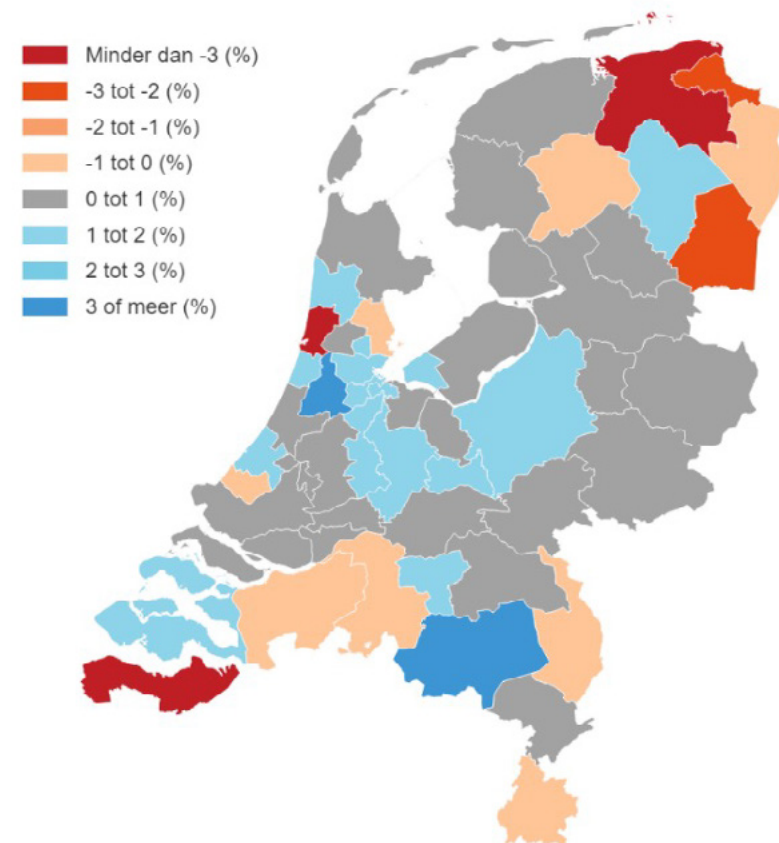 Minder dan -3 (%)
-3 tot -2 (%)
-2 tot -1 (%)
-1 tot 0 (%)
0 tot 1 (%)
1 tot 2 (%)
2 tot 3 (%)
3 of meer (%)